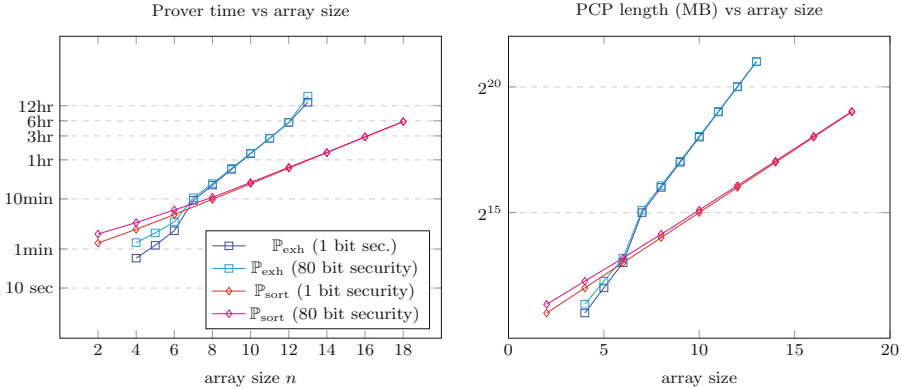 Prover time vs array size
12hr
6hr
3hr
1hr
10min
1min
10 sec
ℙexh (1 bit sec.)
ℙexh (80 bit security)
ℙsort (1 bit security)
ℙsort (80 bit security)
2 4 6 8 10 12 14 16 18
array size n
PCP length (MB) vs array size
2^20
2^15
0 5 10 15 20
array size